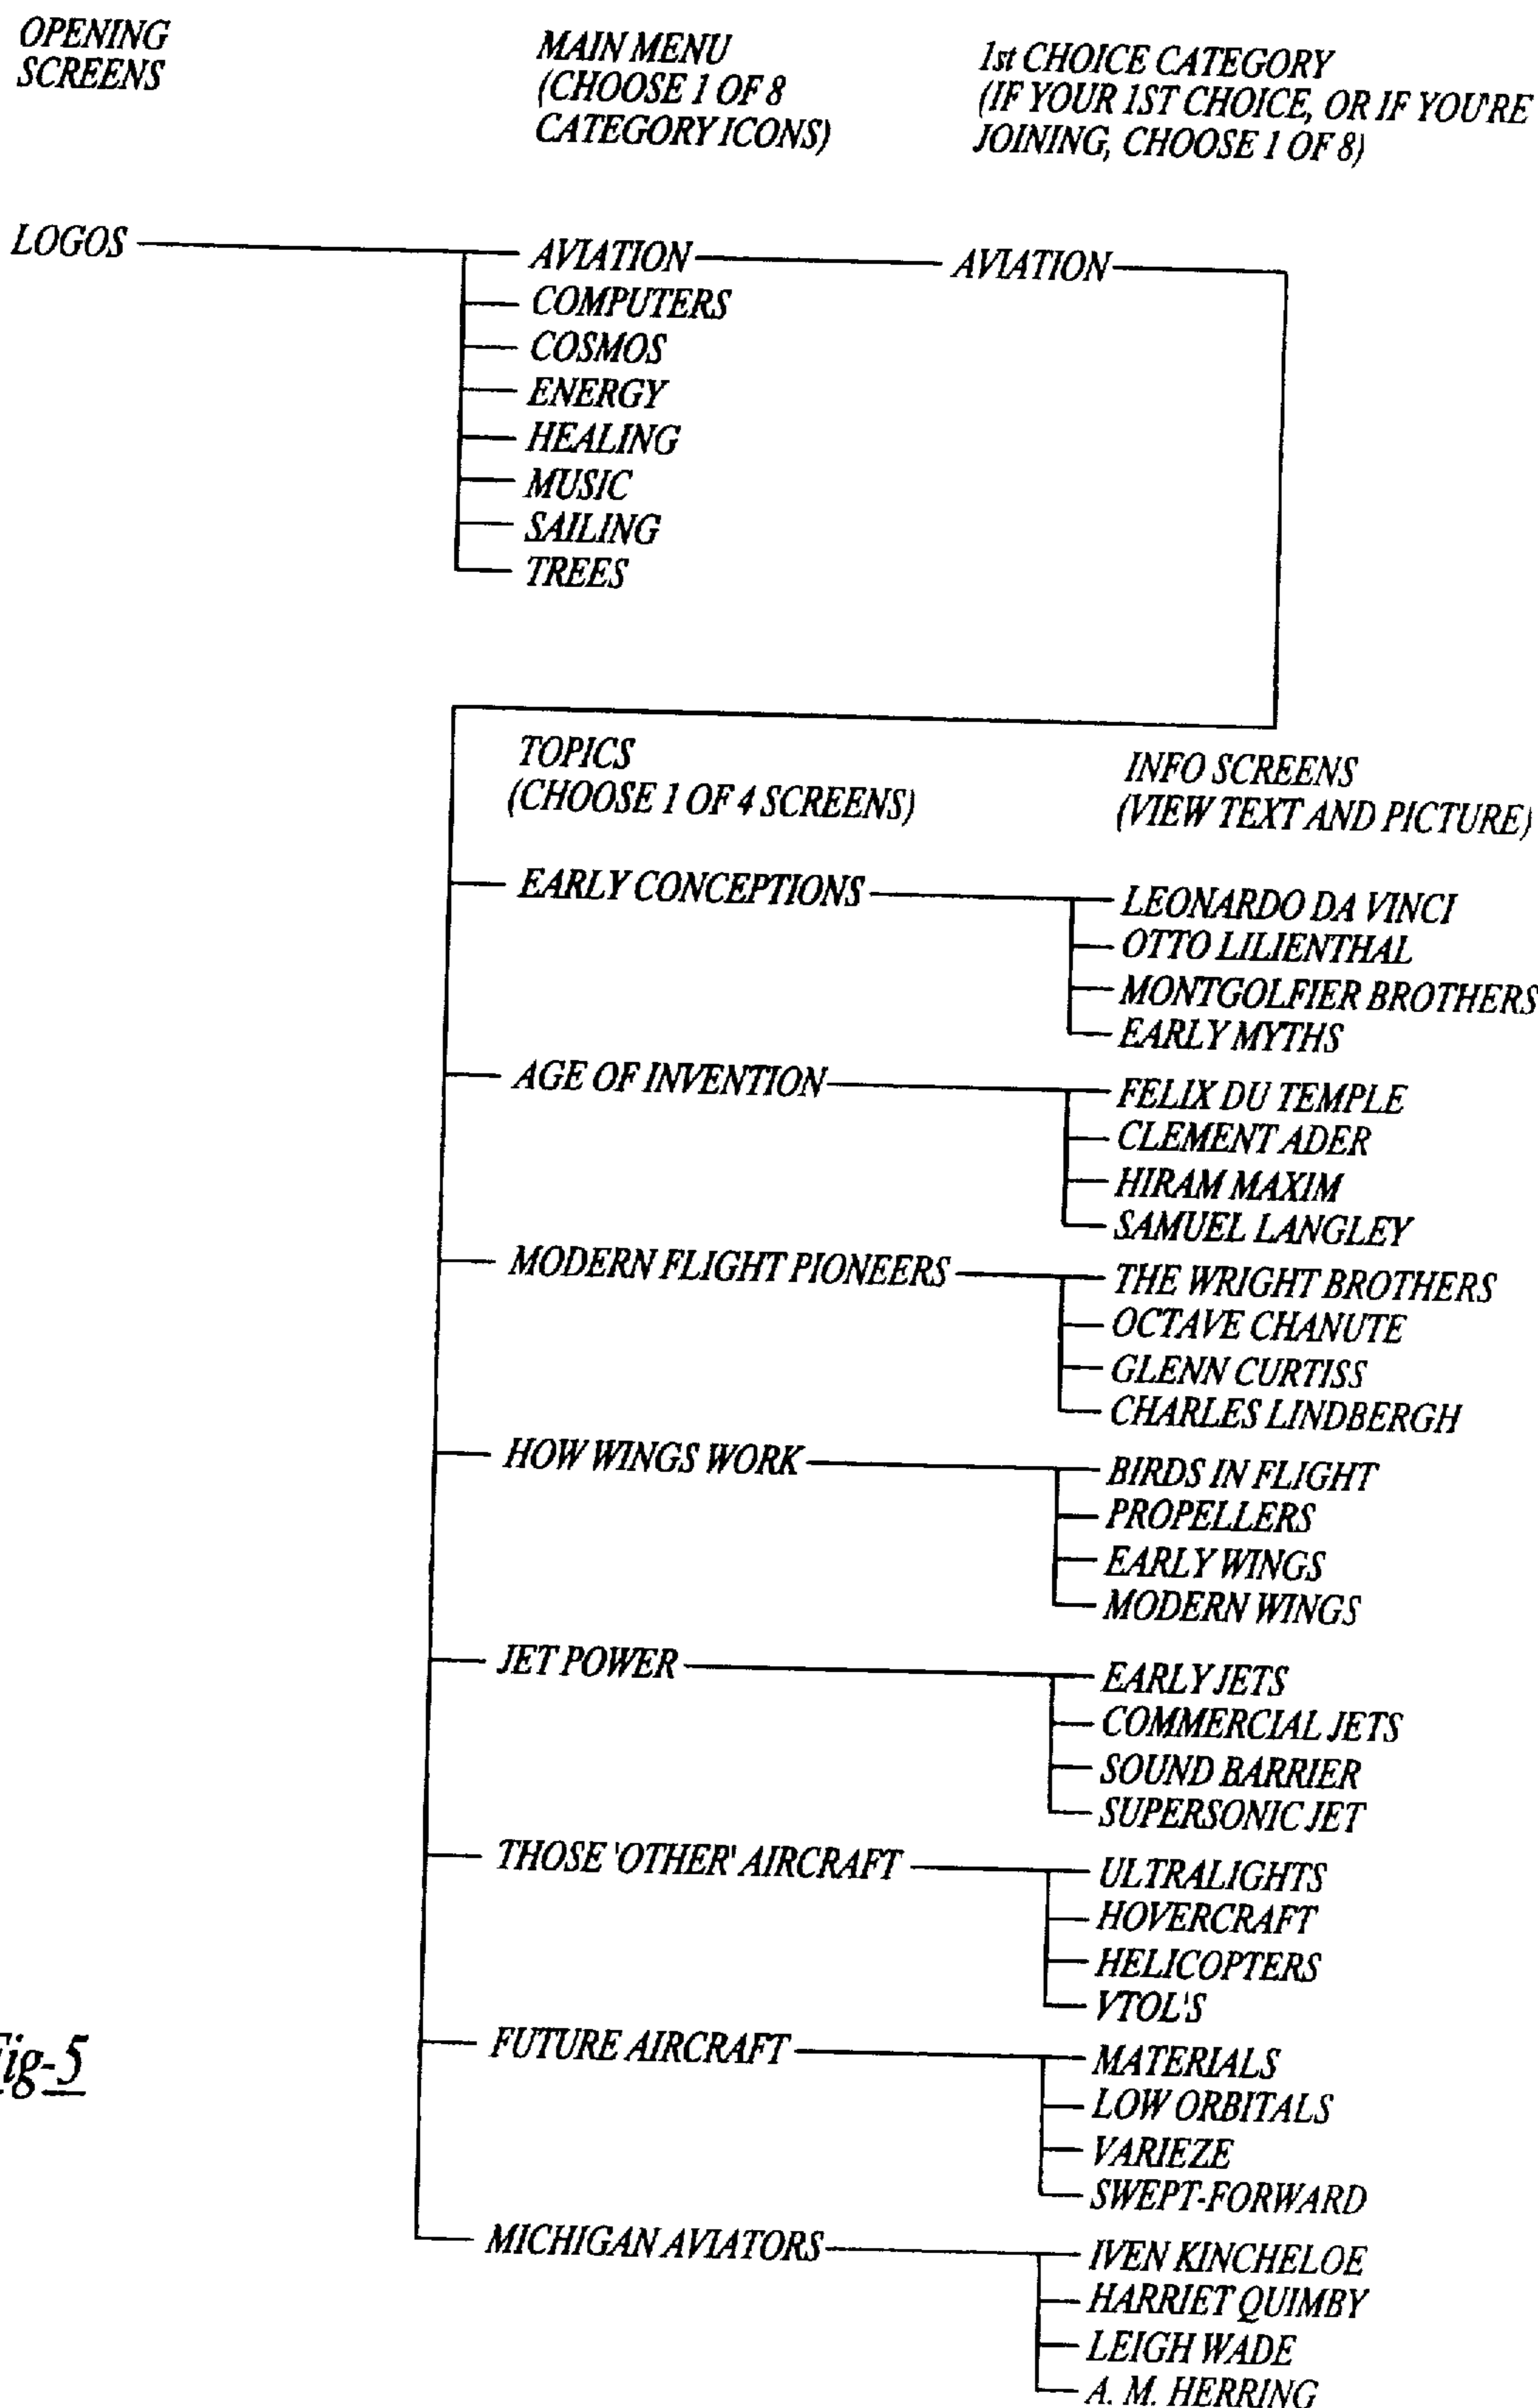 OPENING
SCREENS
MAIN MENU
(CHOOSE 1 OF 8
CATEGORY ICONS)
1st CHOICE CATEGORY
(IF YOUR 1ST CHOICE, OR IF YOU'RE
JOINING, CHOOSE 1 OF 8)
LOGOS
AVIATION
AVIATION
COMPUTERS
COSMOS
ENERGY
HEALING
MUSIC
SAILING
TREES
TOPICS
(CHOOSE 1 OF 4 SCREENS)
INFO SCREENS
(VIEW TEXT AND PICTURE)
EARLY CONCEPTIONS
LEONARDO DA VINCI
OTTO LILIENTHAL
MONTGOLFIER BROTHERS
EARLY MYTHS
AGE OF INVENTION
FELIX DU TEMPLE
CLEMENT ADER
HIRAM MAXIM
SAMUEL LANGLEY
MODERN FLIGHT PIONEERS
THE WRIGHT BROTHERS
OCTAVE CHANUTE
GLENN CURTISS
CHARLES LINDBERGH
HOW WINGS WORK
BIRDS IN FLIGHT
PROPELLERS
EARLY WINGS
MODERN WINGS
JET POWER
EARLY JETS
COMMERCIAL JETS
SOUND BARRIER
SUPERSONIC JET
THOSE 'OTHER' AIRCRAFT
ULTRALIGHTS
HOVERCRAFT
HELICOPTERS
VTOL'S
FUTURE AIRCRAFT
MATERIALS
LOW ORBITALS
VARIEZE
SWEPT-FORWARD
MICHIGAN AVIATORS
IVEN KINCHELOE
HARRIET QUIMBY
LEIGH WADE
A. M. HERRING
Fig-5